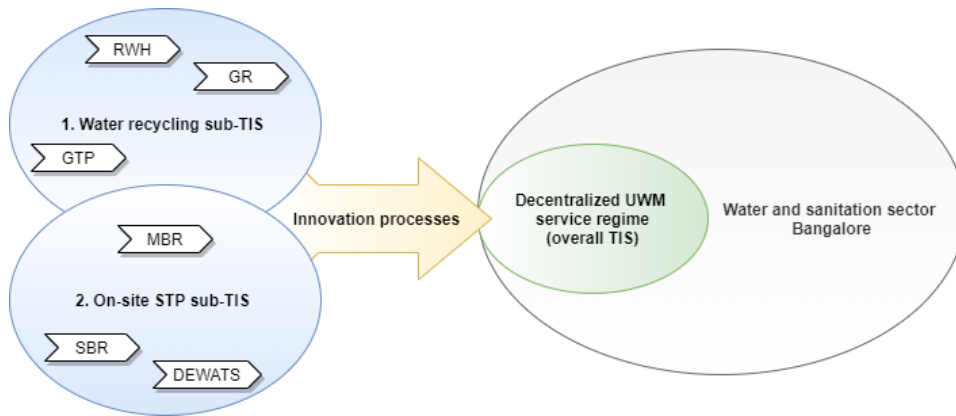 RWH
GR
1. Water recycling sub-TIS
GTP
MBR
2. On-site STP sub-TIS
SBR
DEWATS
Innovation processes
Decentralized UWM
service regime
(overall TIS)
Water and sanitation sector
Bangalore